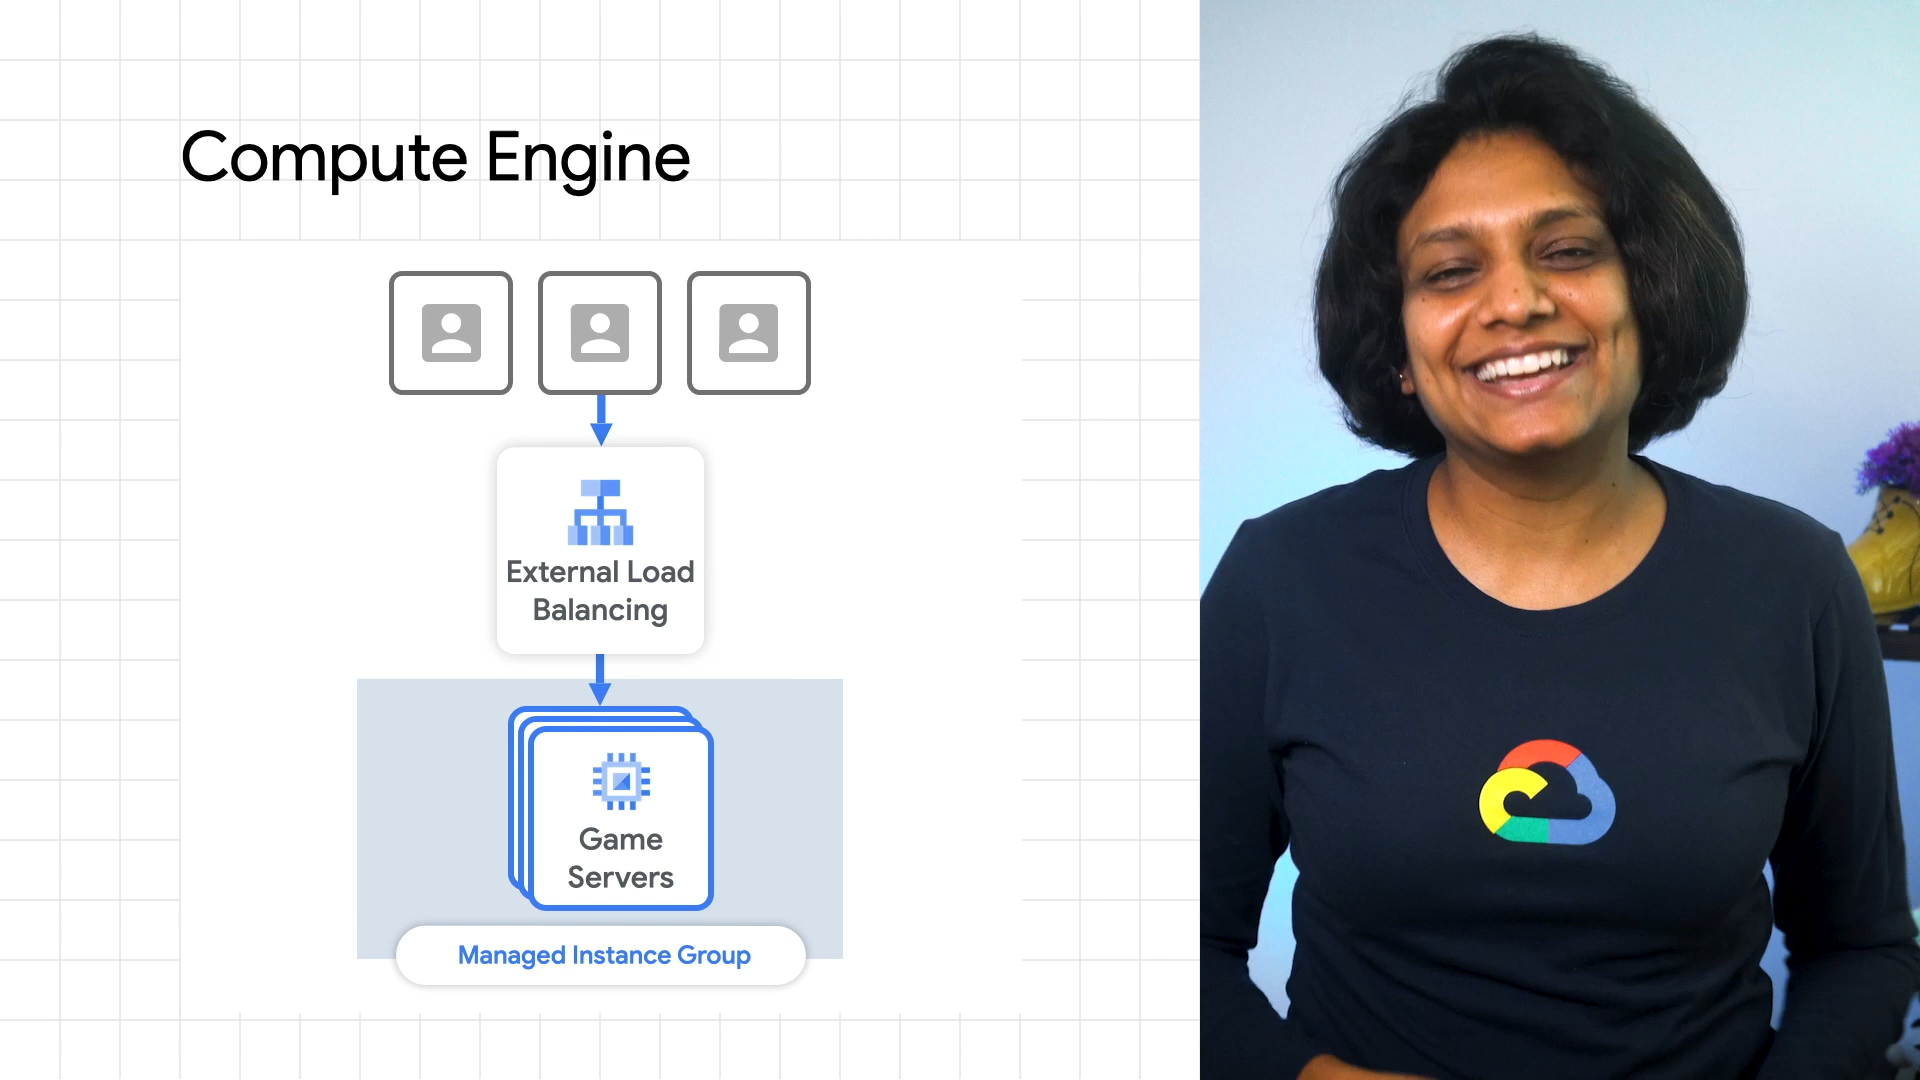 Compute Engine
External Load
Balancing
Game
Servers
Managed Instance Group